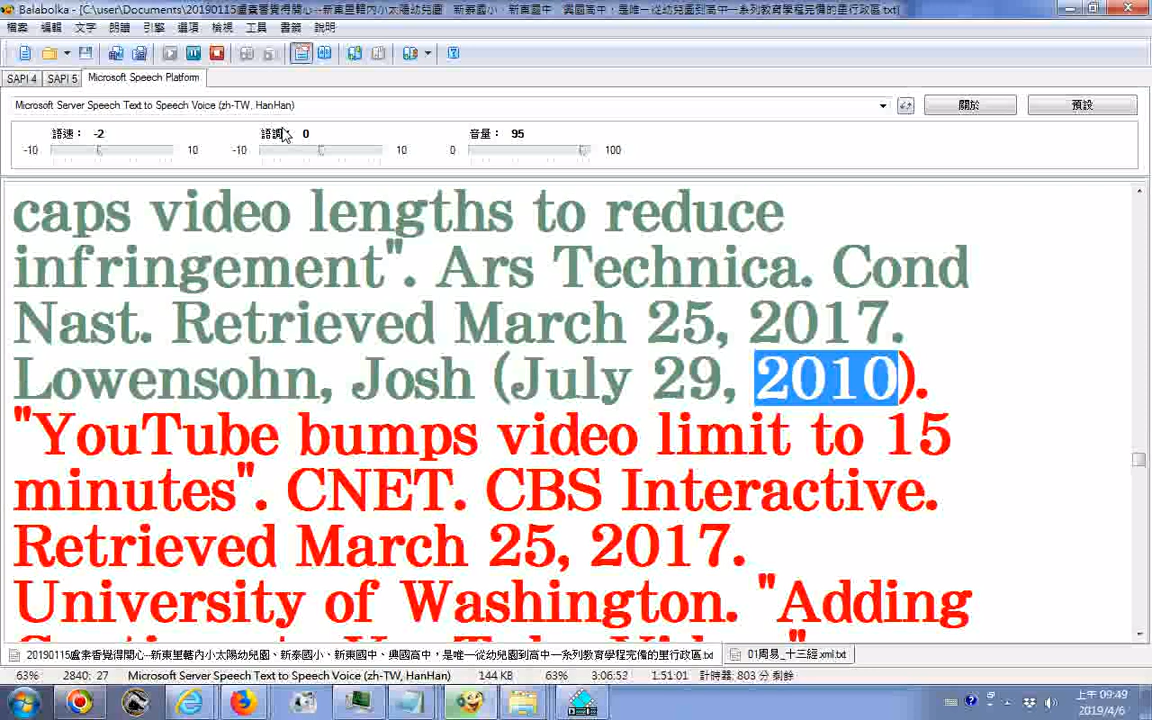 Balabolka - [C:\user\Documents\20190115盧素香覺得開心--新東里轄內小太陽幼兒園、新泰國小、新東國中、興國高中，是唯一從幼兒園到高中一系列教育學程完備的里行政區.txt]
檔案 編輯 文字 朗讀 引擎 選項 檢視 工具 書籤 說明
SAPI 4 SAPI 5 Microsoft Speech Platform
Microsoft Server Speech Text to Speech Voice (zh-TW, HanHan) 關於 預設
語速： -2 語調： 0 音量： 95
-10 10 -10 10 0 100
caps video lengths to reduce
infringement". Ars Technica. Cond
Nast. Retrieved March 25, 2017.
Lowensohn, Josh (July 29, 2010).
"YouTube bumps video limit to 15
minutes". CNET. CBS Interactive.
Retrieved March 25, 2017.
University of Washington. "Adding
20190115盧素香覺得開心--新東里轄內小太陽幼兒園、新泰國小、新東國中、興國高中，是唯一從幼兒園到高中一系列教育學程完備的里行政區.txt 01周易_十三經.xml.txt
63% 2840; 27 Microsoft Server Speech Text to Speech Voice (zh-TW, HanHan) 144 KB 63% 3:06:52 1:51:01 計時器: 803 分 剩餘
上午 09:49
2019/4/6